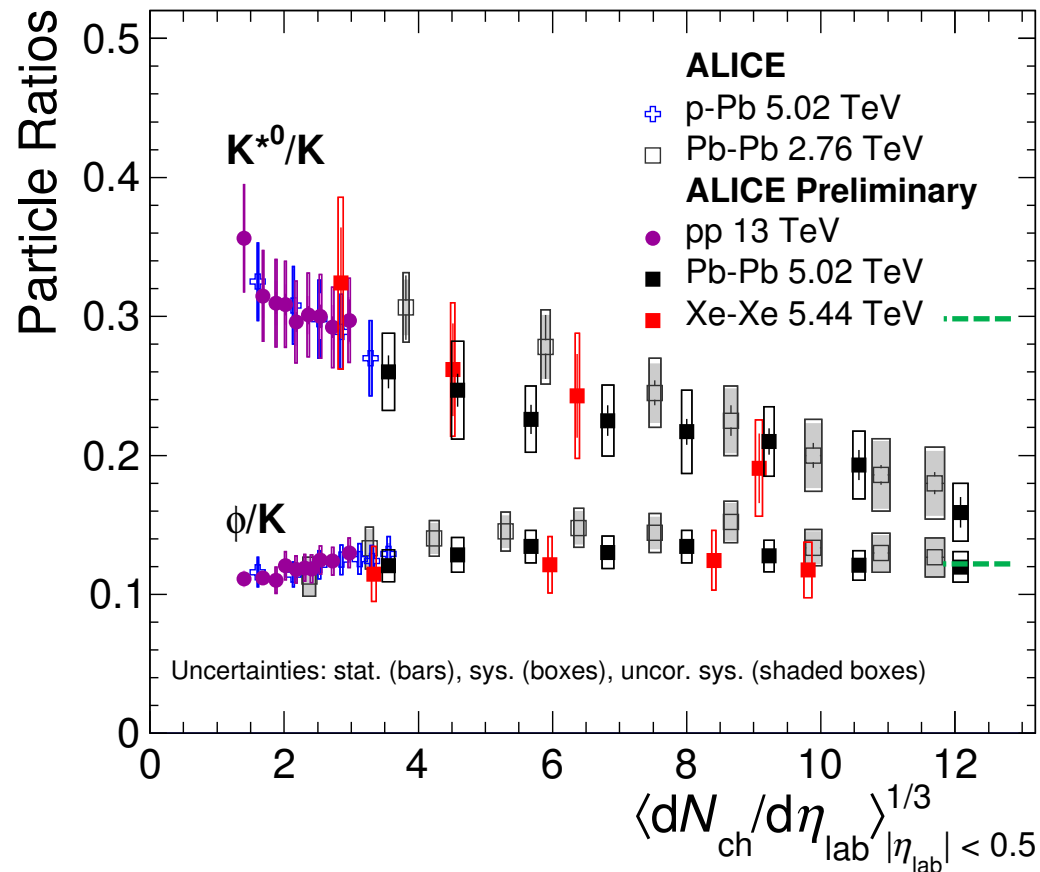 Particle Ratios
0.5
0.4
0.3
0.2
0.1
0
ALICE
p-Pb 5.02 TeV
Pb-Pb 2.76 TeV
ALICE Preliminary
pp 13 TeV
Pb-Pb 5.02 TeV
Xe-Xe 5.44 TeV
K*0/K
ϕ/K
Uncertainties: stat. (bars), sys. (boxes), uncor. sys. (shaded boxes)
0 2 4 6 8 10 12
⟨dNch/dηlab⟩1/3|ηlab| < 0.5